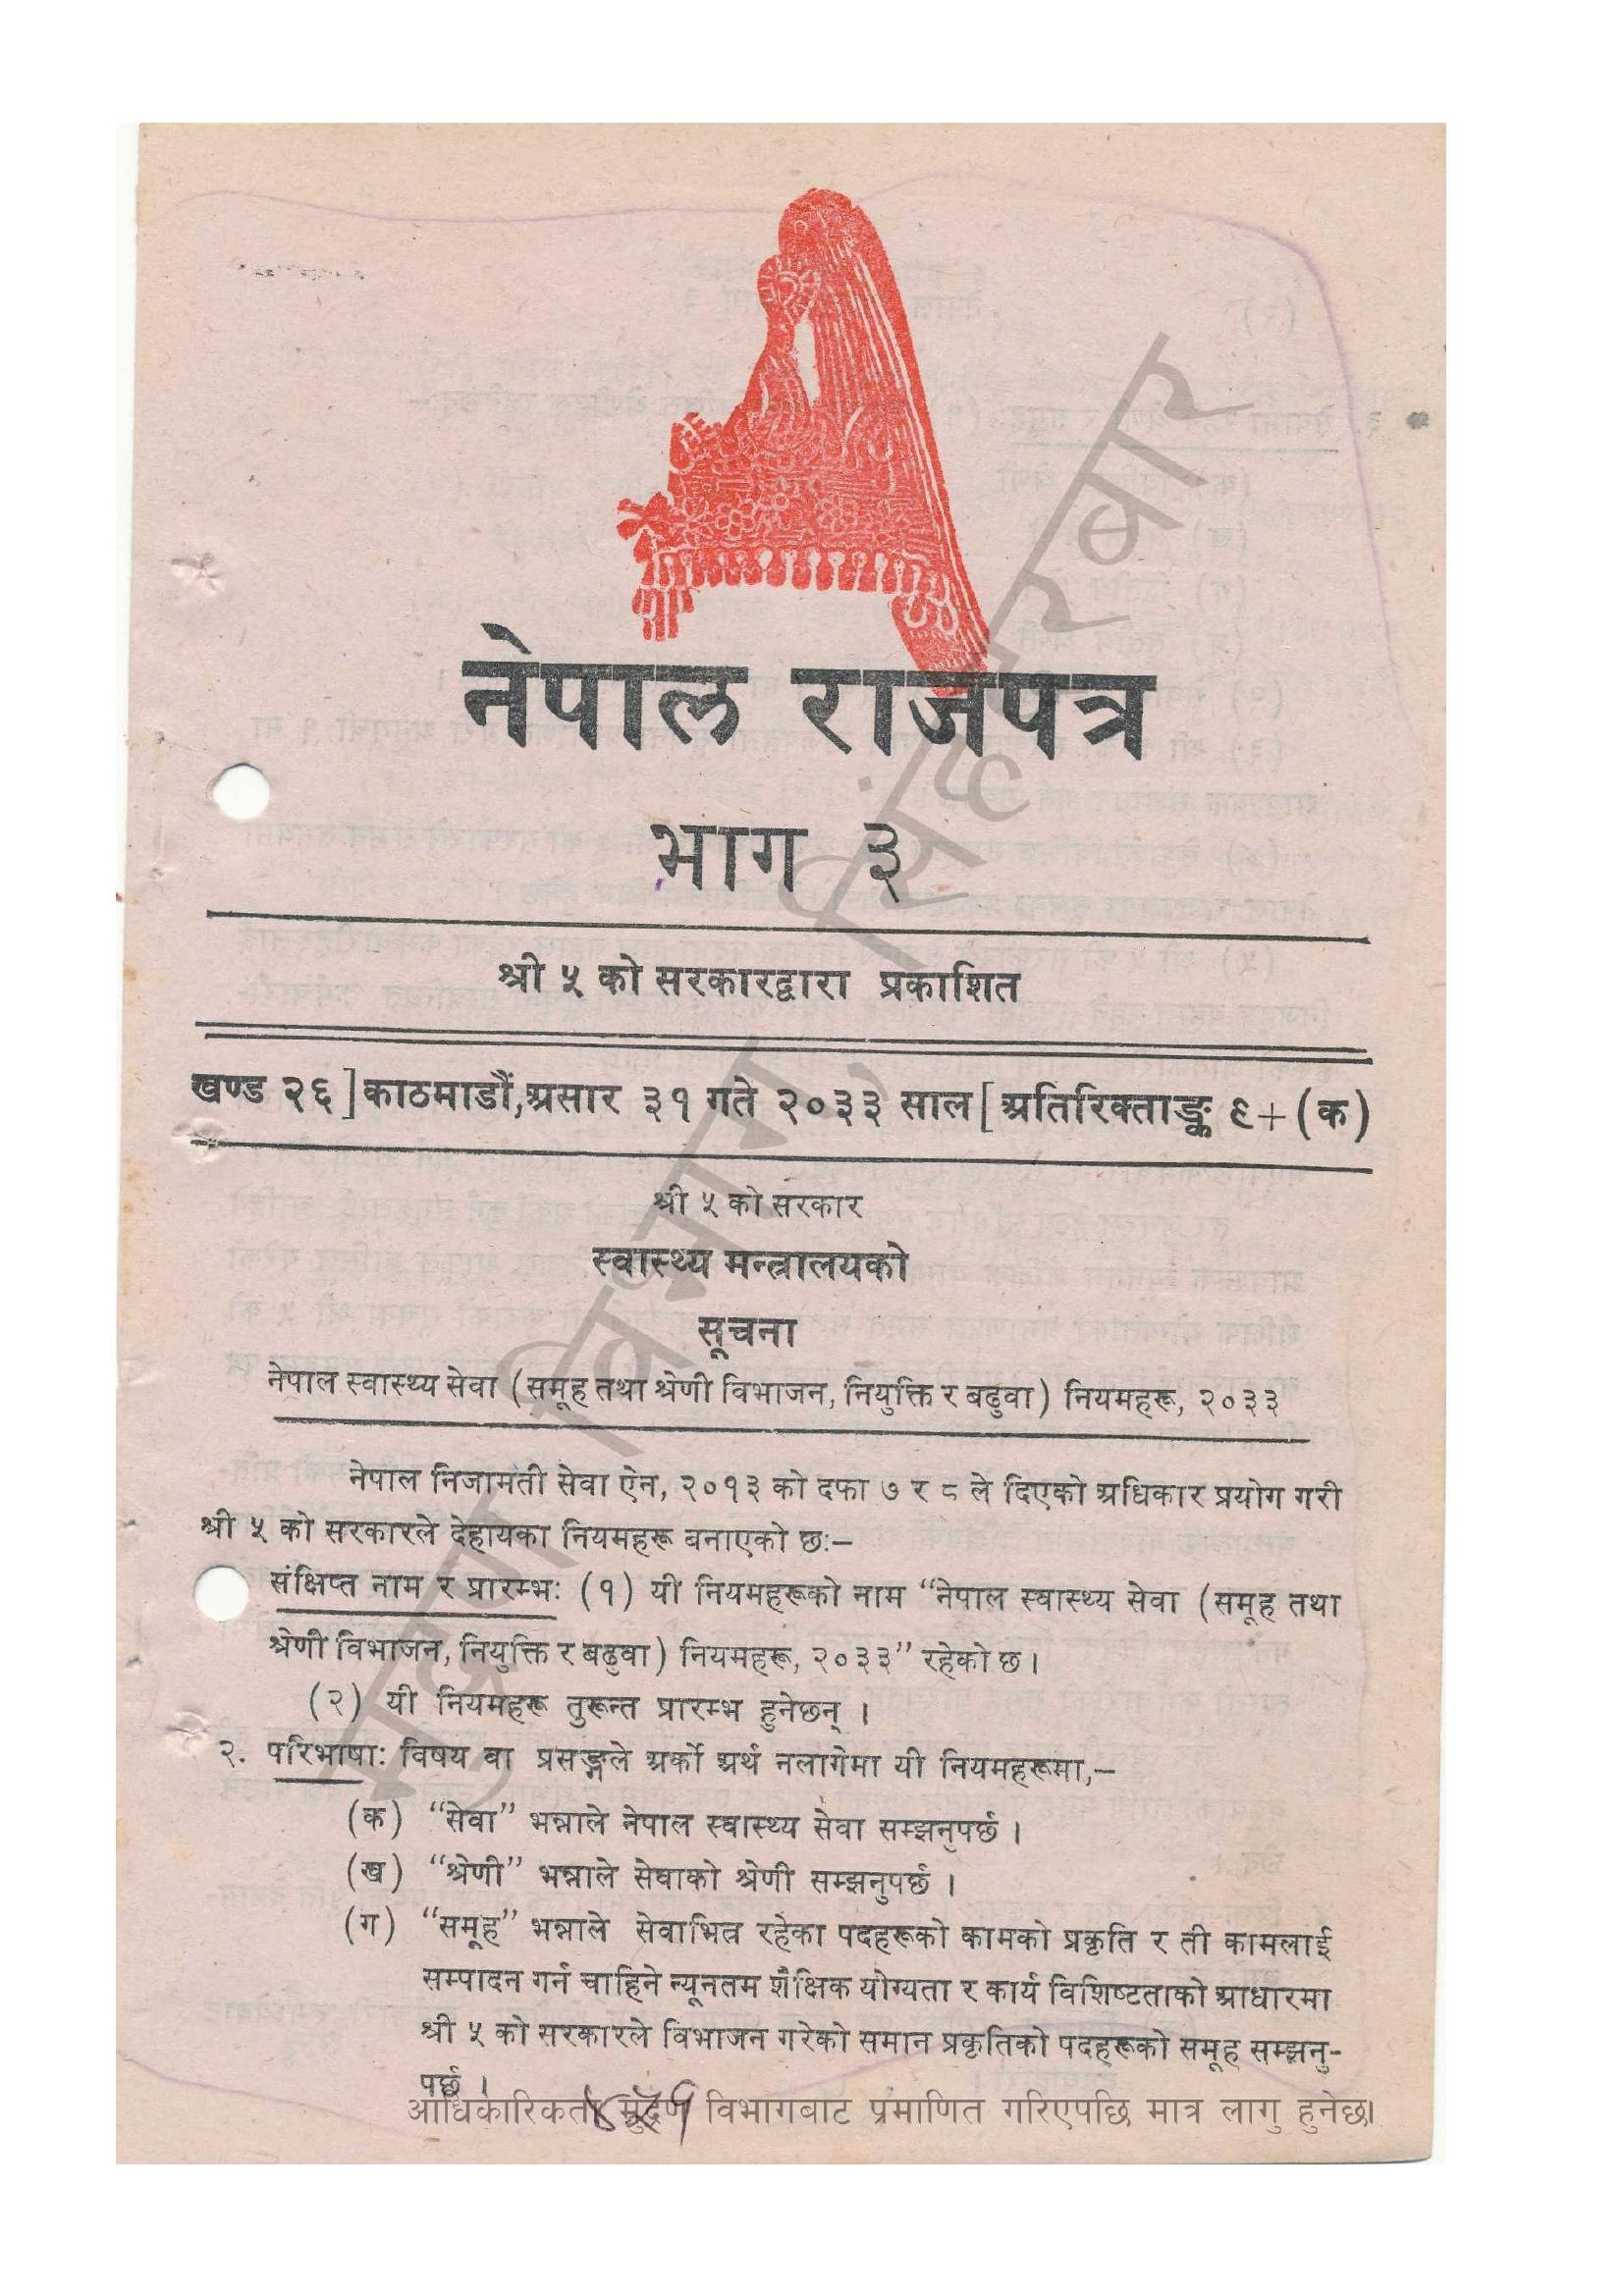 नेपाल राजपत्र
भाग ३
श्री ५ को सरकारद्वारा प्रकाशित
खण्ड २६] काठमाडौं, असार ३१ गते २०३३ साल [ अतिरिक्ताङ्क ९+(क)
श्री ५ को सरकार
स्वास्थ्य मन्त्रालयको
सूचना
नेपाल स्वास्थ्य सेवा (समूह तथा श्रेणी विभाजन, नियुक्ति र बढुवा) नियमहरू, २०३३
नेपाल निजामती सेवा ऐन, २०१३ को दफा ७ र ८ ले दिएको अधिकार प्रयोग गरी
श्री ५ को सरकारले देहायका नियमहरू बनाएको छः–
संक्षिप्त नाम र प्रारम्भः (१) यी नियमहरूको नाम “नेपाल स्वास्थ्य सेवा (समूह तथा
श्रेणी विभाजन, नियुक्ति र बढुवा) नियमहरू, २०३३” रहेको छ।
(२) यी नियमहरू तुरून्त प्रारम्भ हुनेछन् ।
२. परिभाषाः विषय वा प्रसङ्गले अर्को अर्थ नलागेमा यी नियमहरूमा,–
(क) “सेवा” भन्नाले नेपाल स्वास्थ्य सेवा सम्झनुपर्छ ।
(ख) “श्रेणी” भन्नाले सेवाको श्रेणी सम्झनुपर्छ ।
(ग) “समूह” भन्नाले सेवाभित्र रहेका पदहरूको कामको प्रकृति र ती कामलाई
सम्पादन गर्न चाहिने न्यूनतम शैक्षिक योग्यता र कार्य विशिष्टताको आधारमा
श्री ५ को सरकारले विभाजन गरेको समान प्रकृतिको पदहरूको समूह सम्झनु-
पर्छ ।
आधिकारिकता मुद्रण विभागबाट प्रमाणित गरिएपछि मात्र लागु हुनेछ।
मुद्रण विभाग, सिंहदरबार